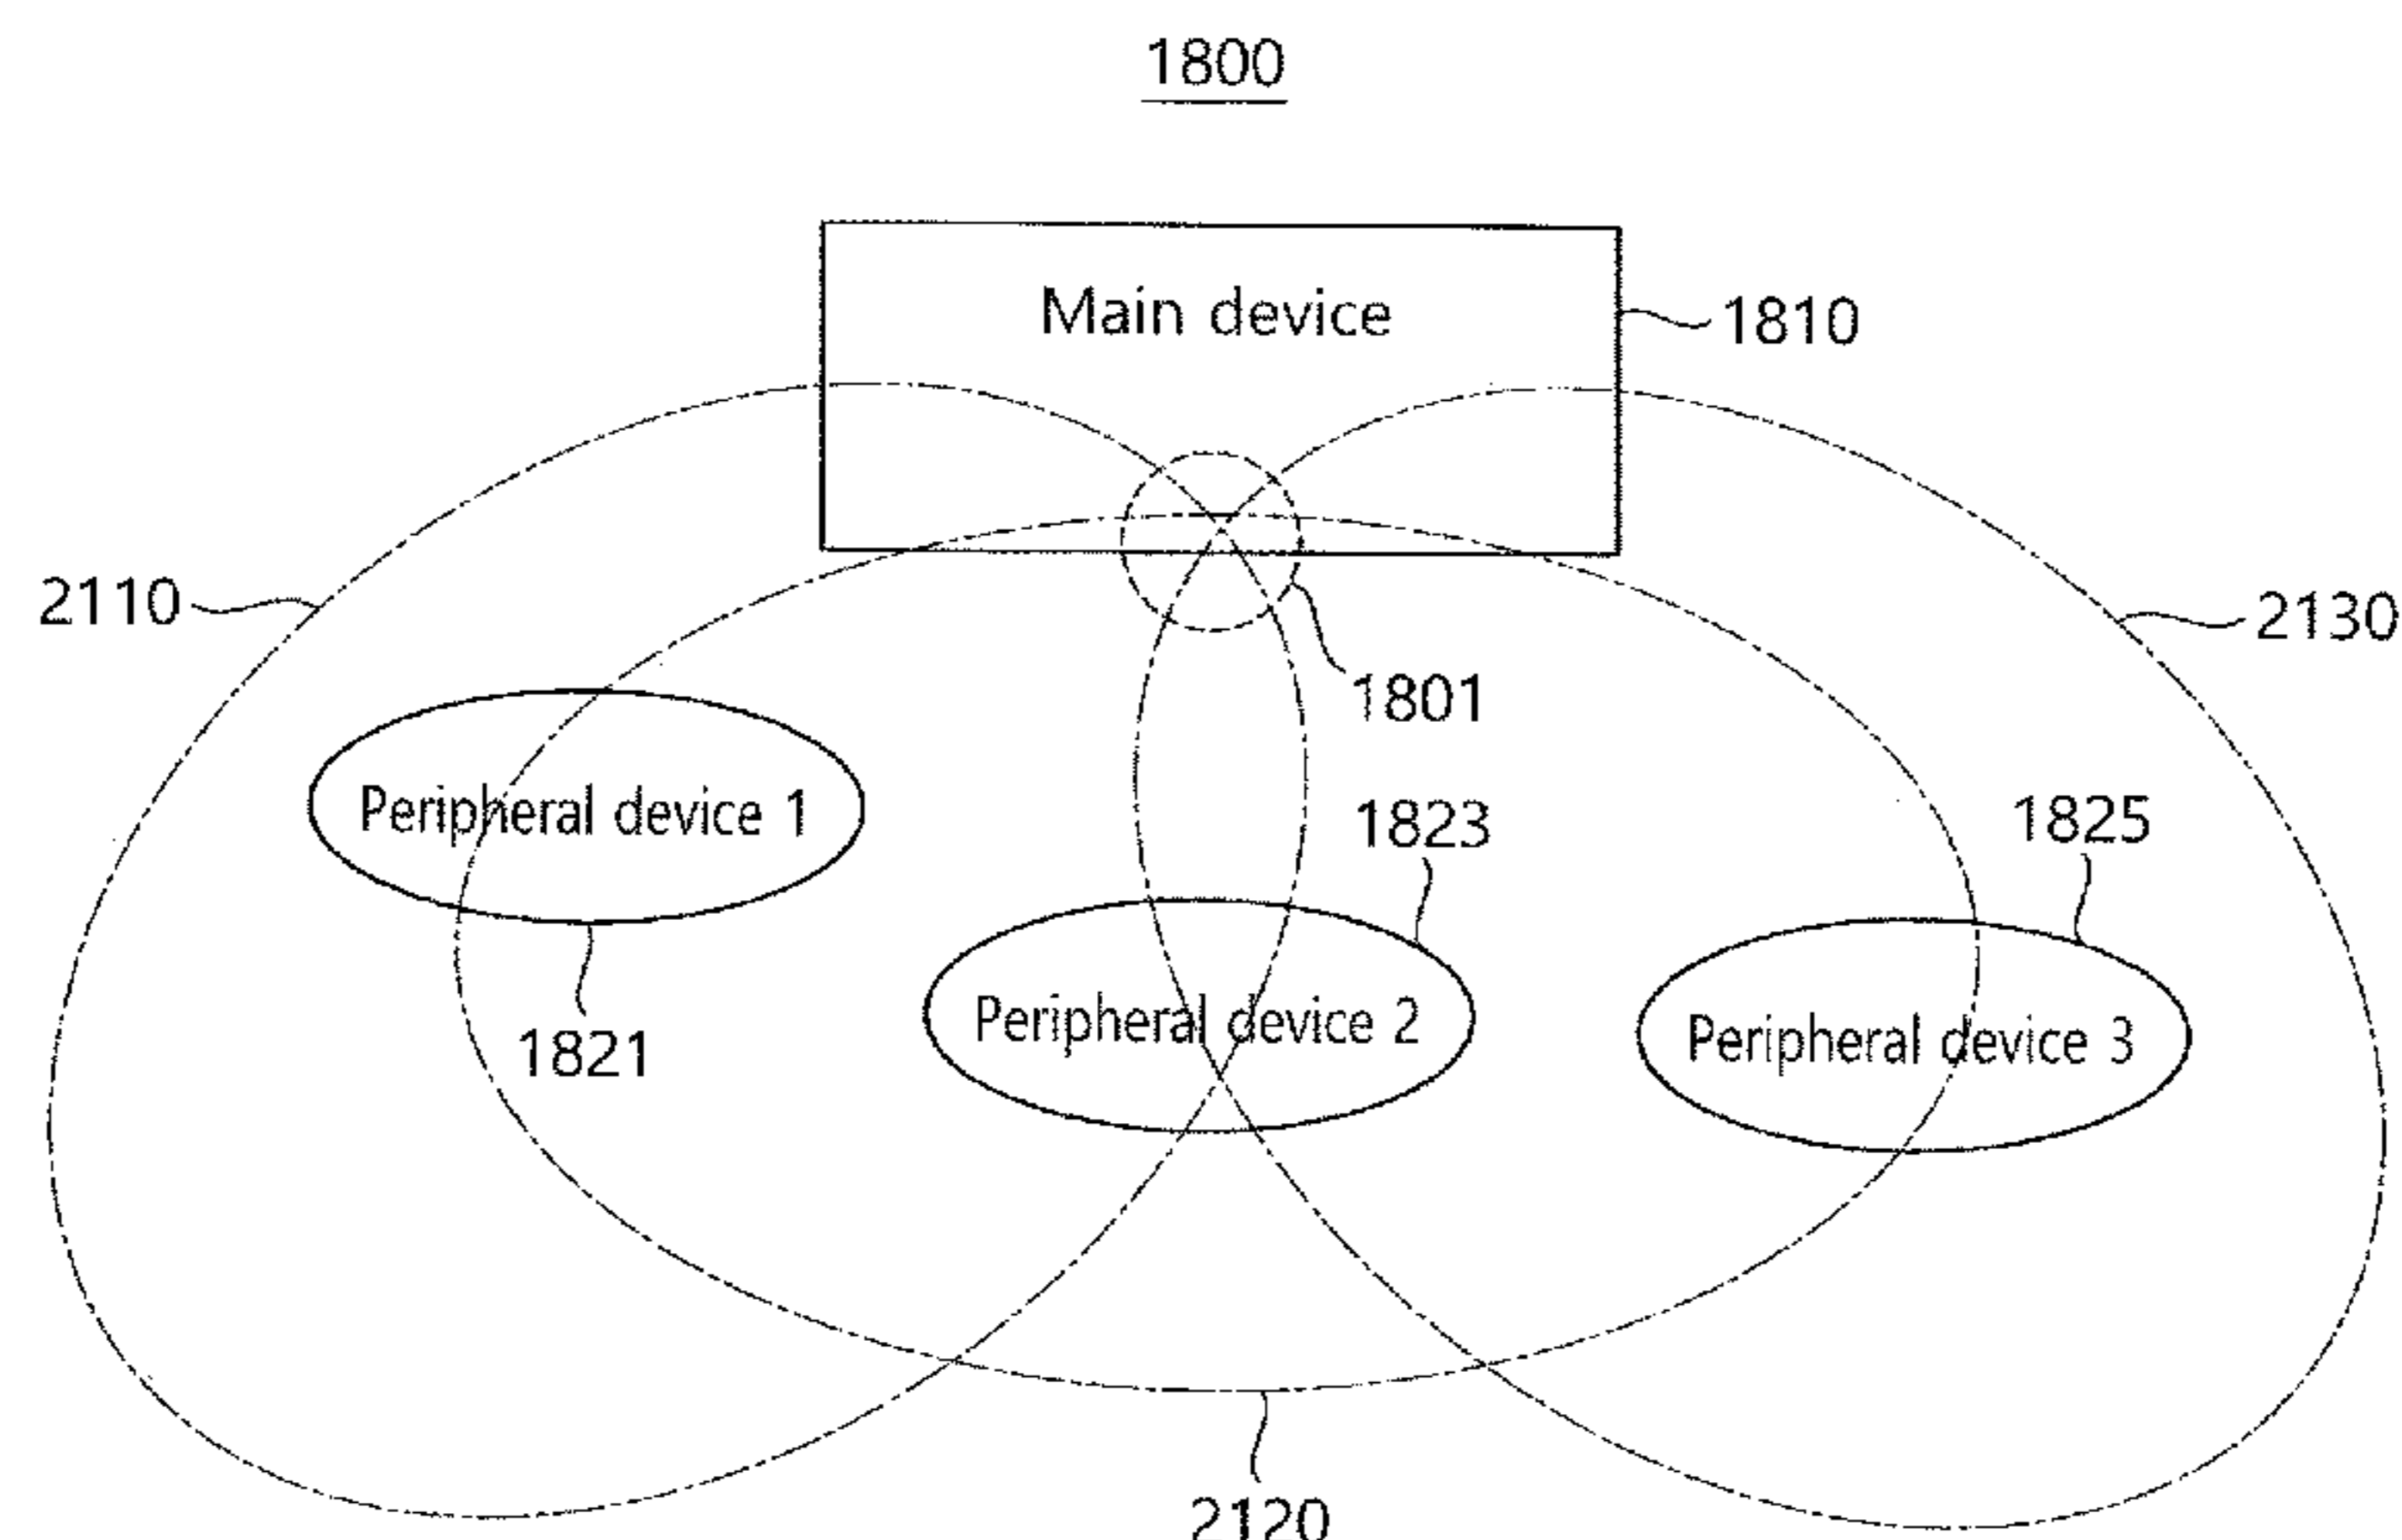 1800
Main device
1810
2110
2130
1801
Peripheral device 1
1823
1825
1821
Peripheral device 2
Peripheral device 3
2120